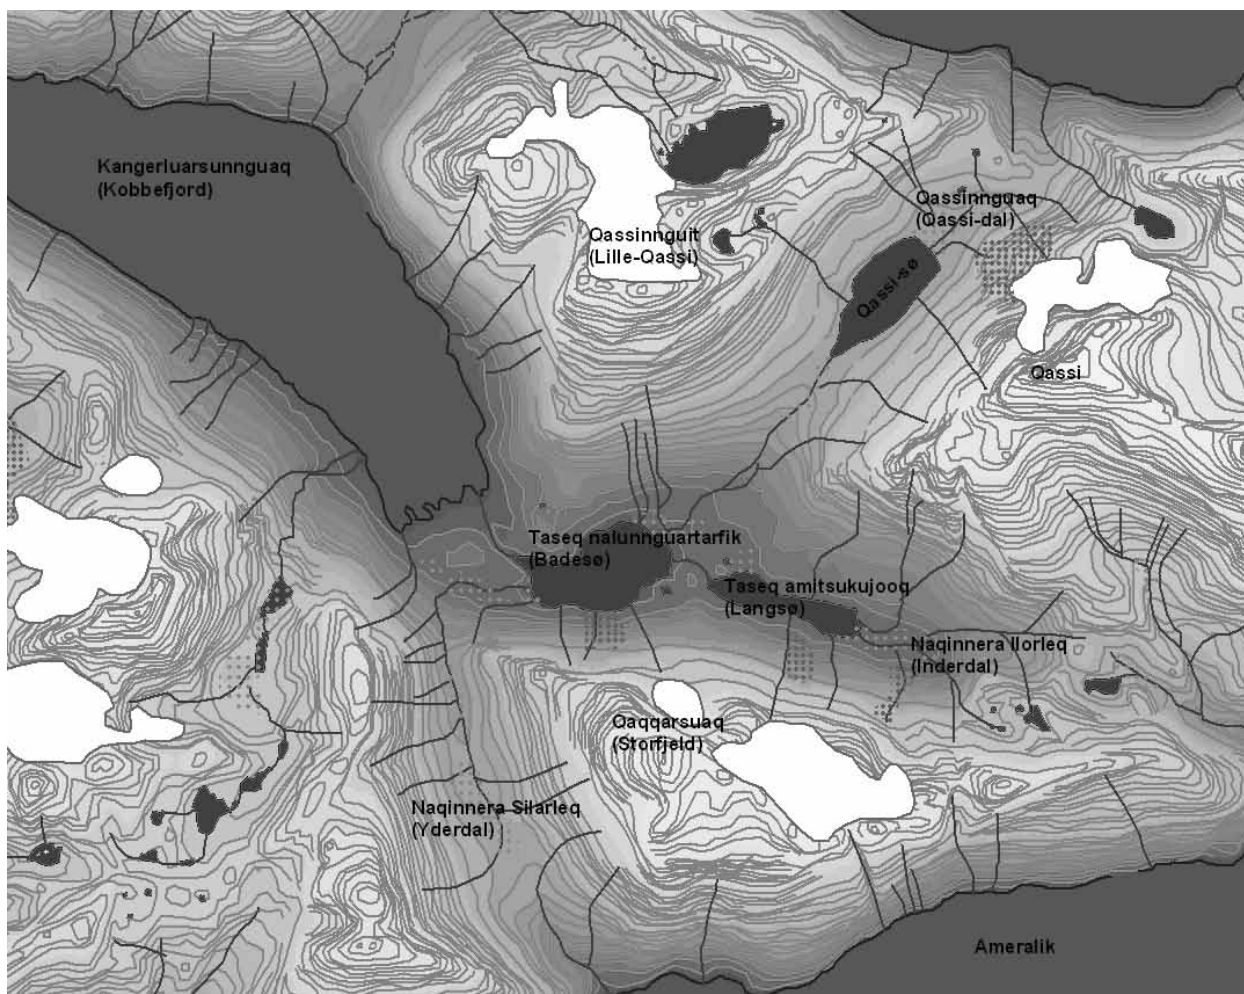 Kangerluarsunnguaq
(Kobbefjord)
Qassinnguit
(Lille-Qassi)
Qassinnguaq
(Qassi-dal)
Qassi-sø
Qassi
Taseq nalunnguartarfik
(Badesø)
Taseq amitsukujooq
(Langsø)
Naqinnera Ilorleq
(Inderdal)
Qaqqarsuaq
(Storfjeld)
Naqinnera Silarleq
(Yderdal)
Ameralik